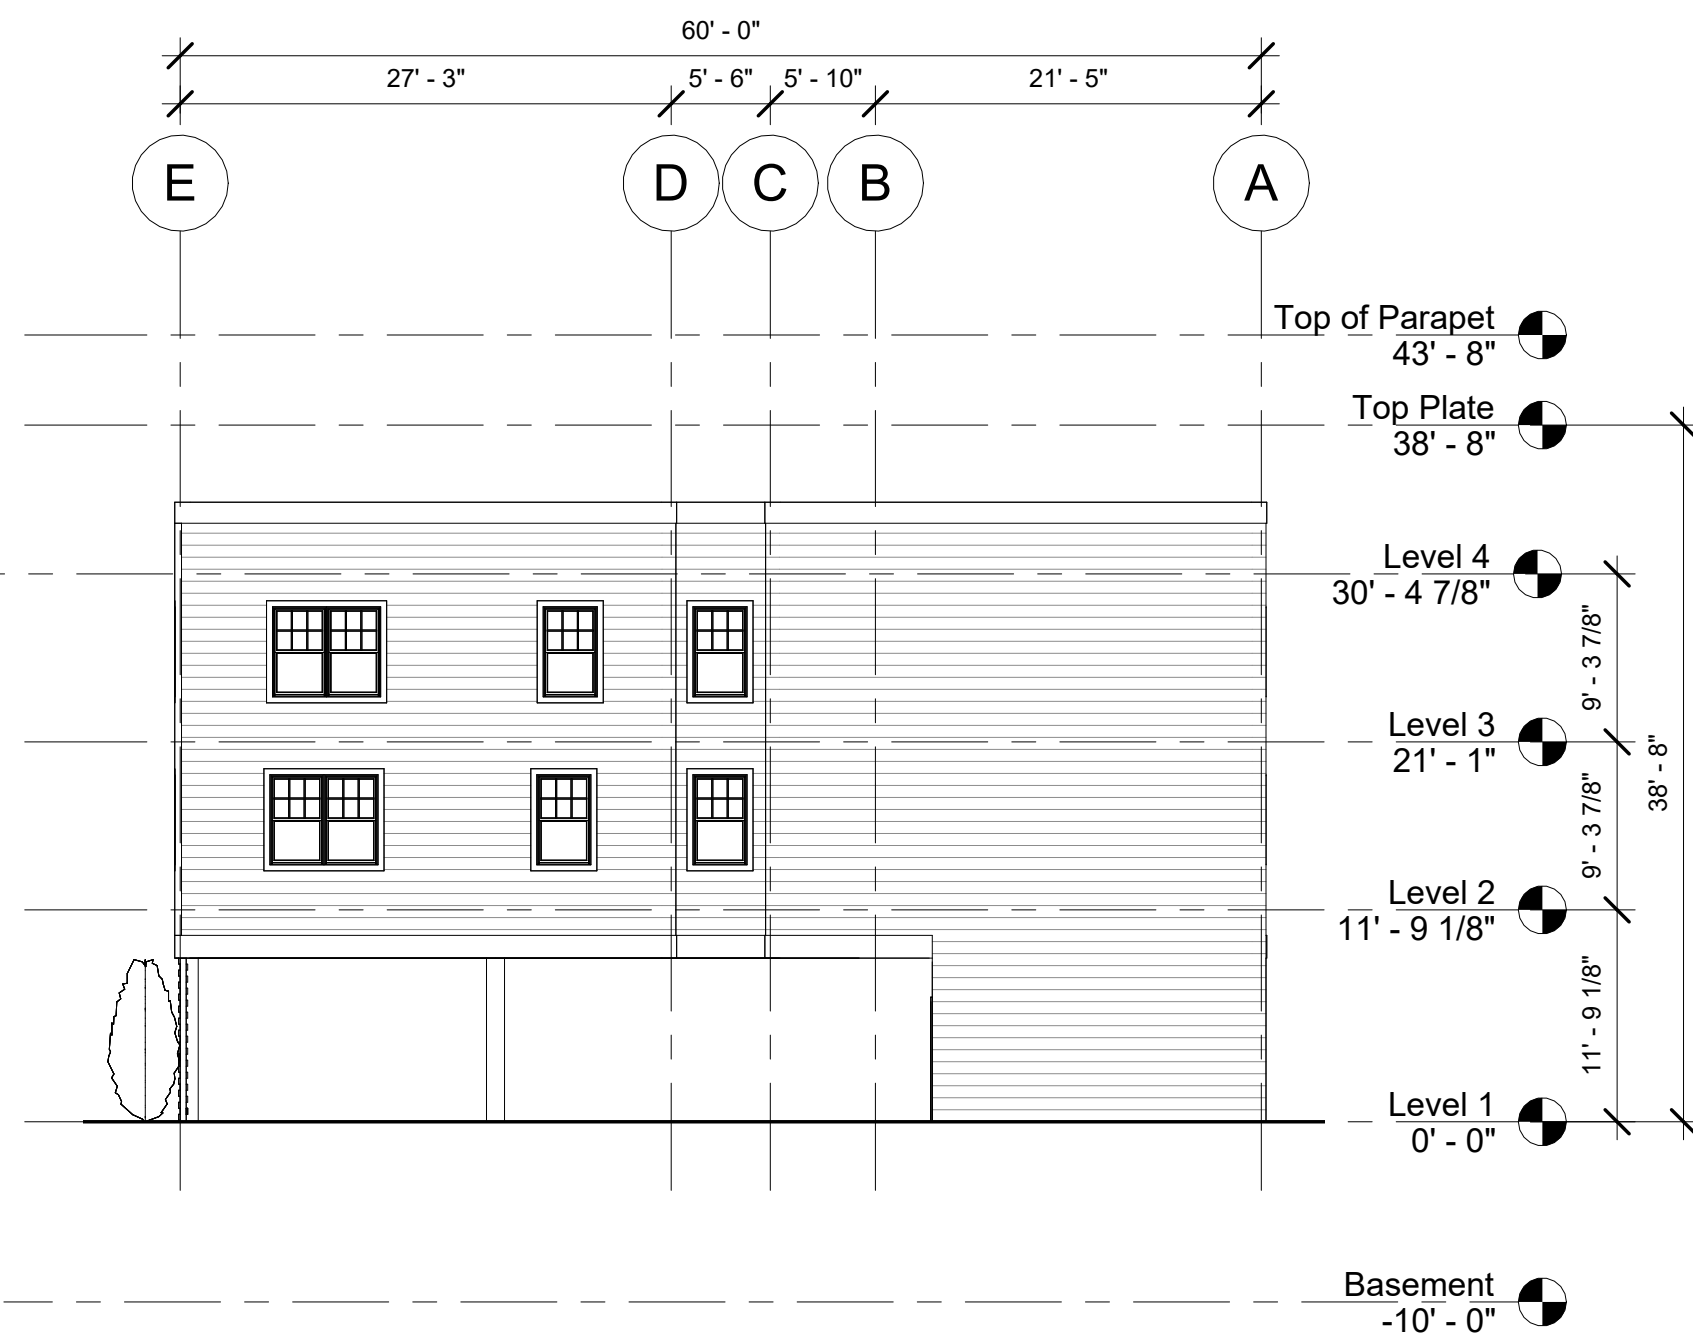 60' - 0"
27' - 3"
5' - 6"
5' - 10"
21' - 5"
E
D
C
B
A
Top of Parapet
43' - 8"
Top Plate
38' - 8"
Level 4
30' - 4 7/8"
9' - 3 7/8"
Level 3
21' - 1"
38' - 8"
9' - 3 7/8"
Level 2
11' - 9 1/8"
11' - 9 1/8"
Level 1
0' - 0"
Basement
-10' - 0"